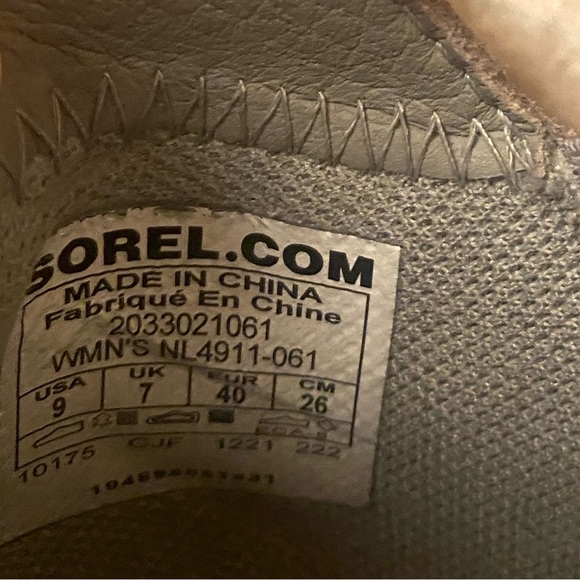 SOREL.COM
MADE IN CHINA
Fabriqué En Chine
2033021061
WMN'S NL4911-061
USA UK EUR CM
9 7 40 26
10175 CJF 1221 222